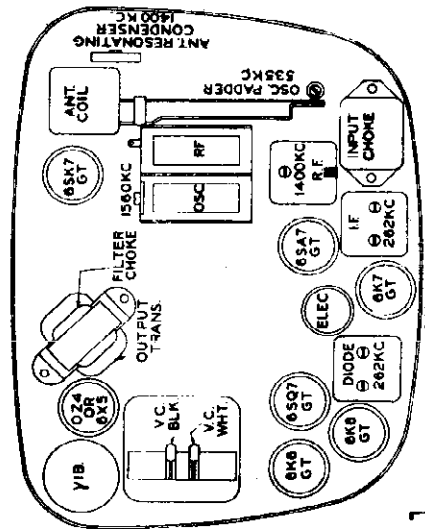 ANT. RESONATING
CONDENSER
1400 KC
OSC. PADDER
535KC
ANT.
COIL
INPUT
CHOKE
RF
OSC
1560KC
1400KC
R.F.
6SK7
GT
6SA7
GT
I.F.
262KC
6K7
GT
FILTER
CHOKE
OUTPUT
TRANS.
ELEC
DIODE
262KC
OZ4
OR
6X5
V.C.
BLK
V.C.
WHT.
6SQ7
GT
6K6
GT
6K6
GT
VIB.